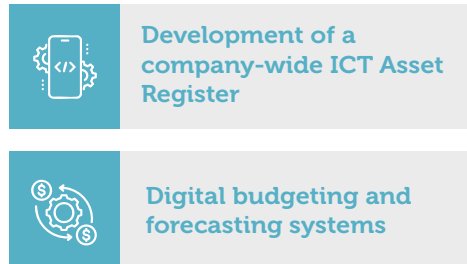 Development of a
company-wide ICT Asset
Register
Digital budgeting and
forecasting systems